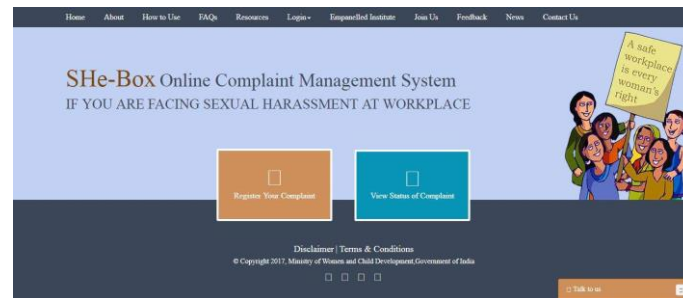 Home About How to Use FAQs Resources Login Empanelled Institute Join Us Feedback News Contact Us
SHe-Box Online Complaint Management System
IF YOU ARE FACING SEXUAL HARASSMENT AT WORKPLACE
A safe
workplace
is every
woman's
right
Register Your Complaint
View Status of Complaint
Disclaimer | Terms & Conditions
© Copyright 2017, Ministry of Women and Child Development,Government of India
Talk to us